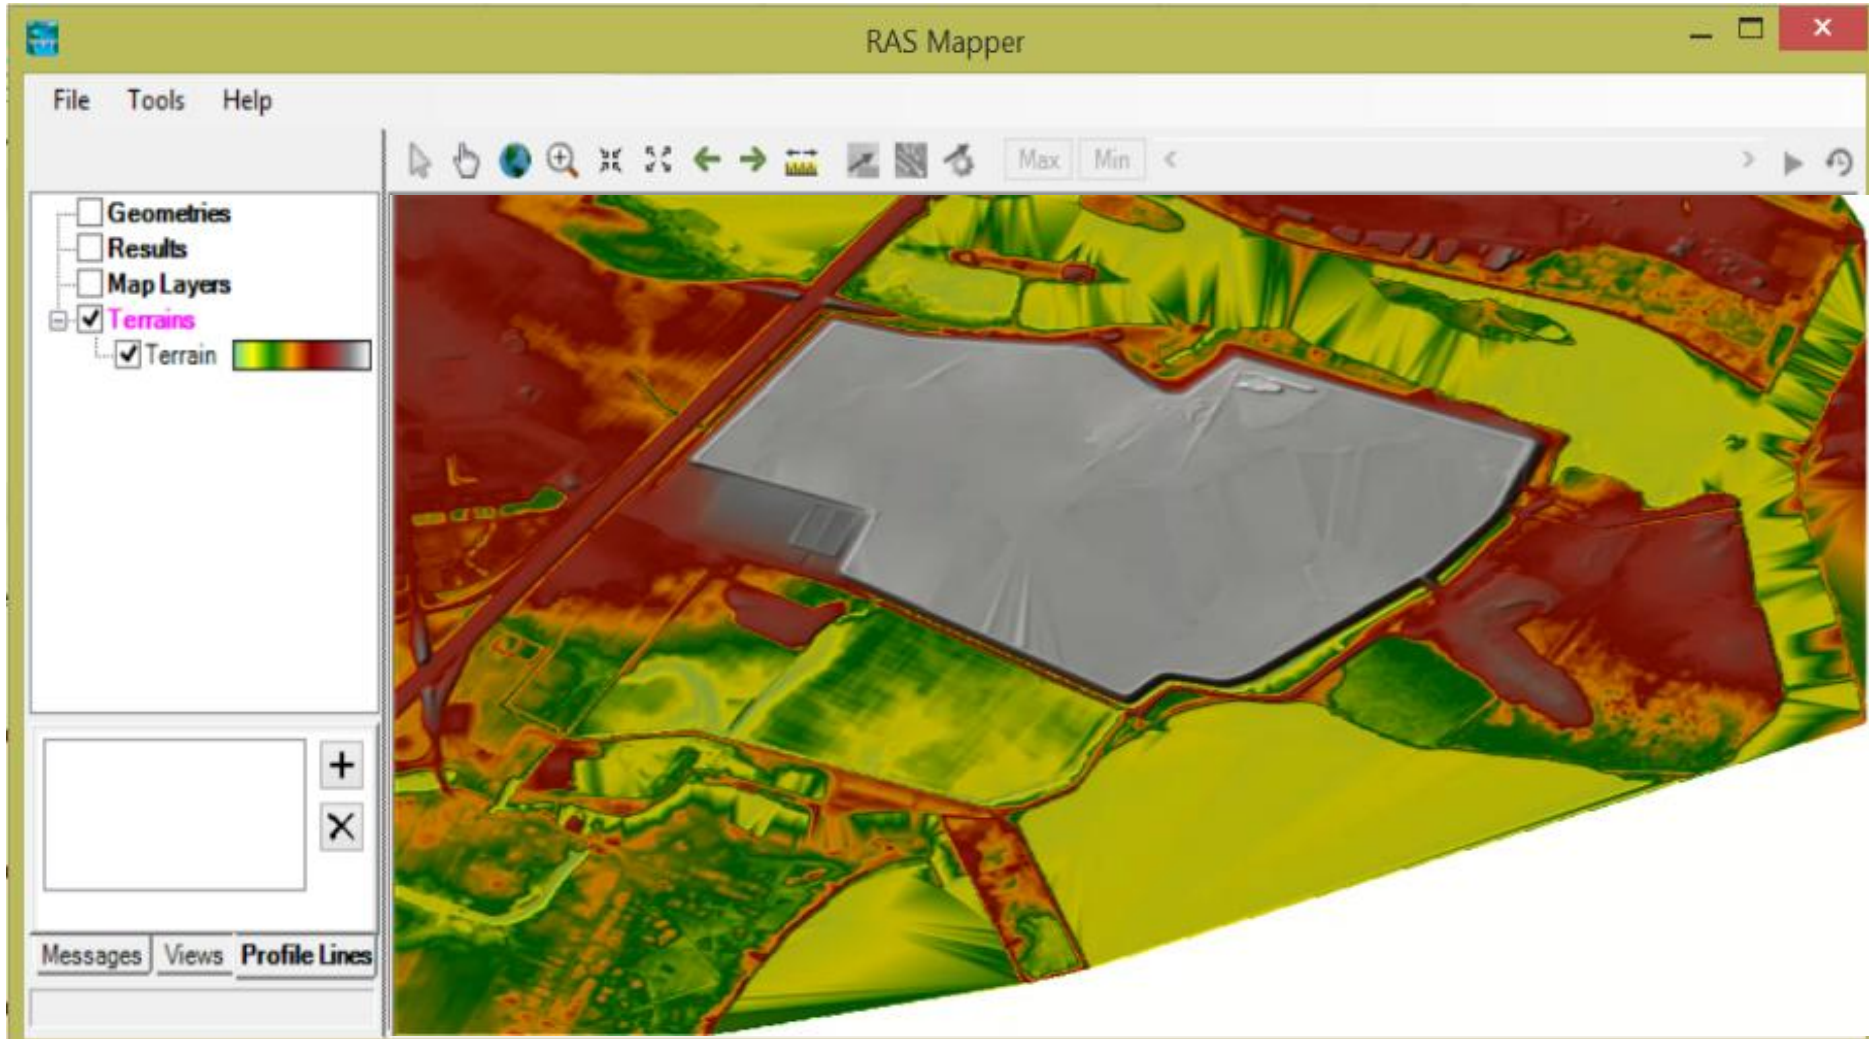 RAS Mapper
File Tools Help
Max Min
Geometries
Results
Map Layers
Terrains
Terrain
Messages Views Profile Lines